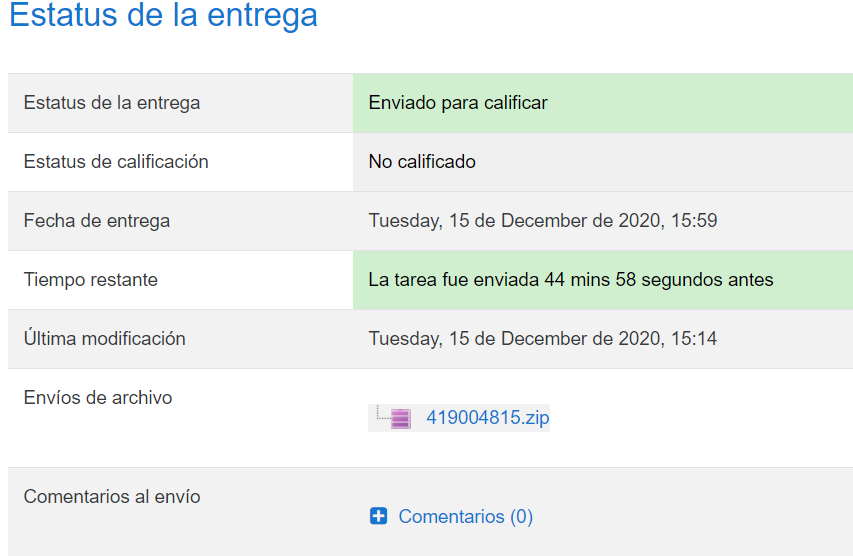 Estatus de la entrega
Estatus de la entrega Enviado para calificar
Estatus de calificación No calificado
Fecha de entrega Tuesday, 15 de December de 2020, 15:59
Tiempo restante La tarea fue enviada 44 mins 58 segundos antes
Última modificación Tuesday, 15 de December de 2020, 15:14
Envíos de archivo
419004815.zip
Comentarios al envío
Comentarios (0)